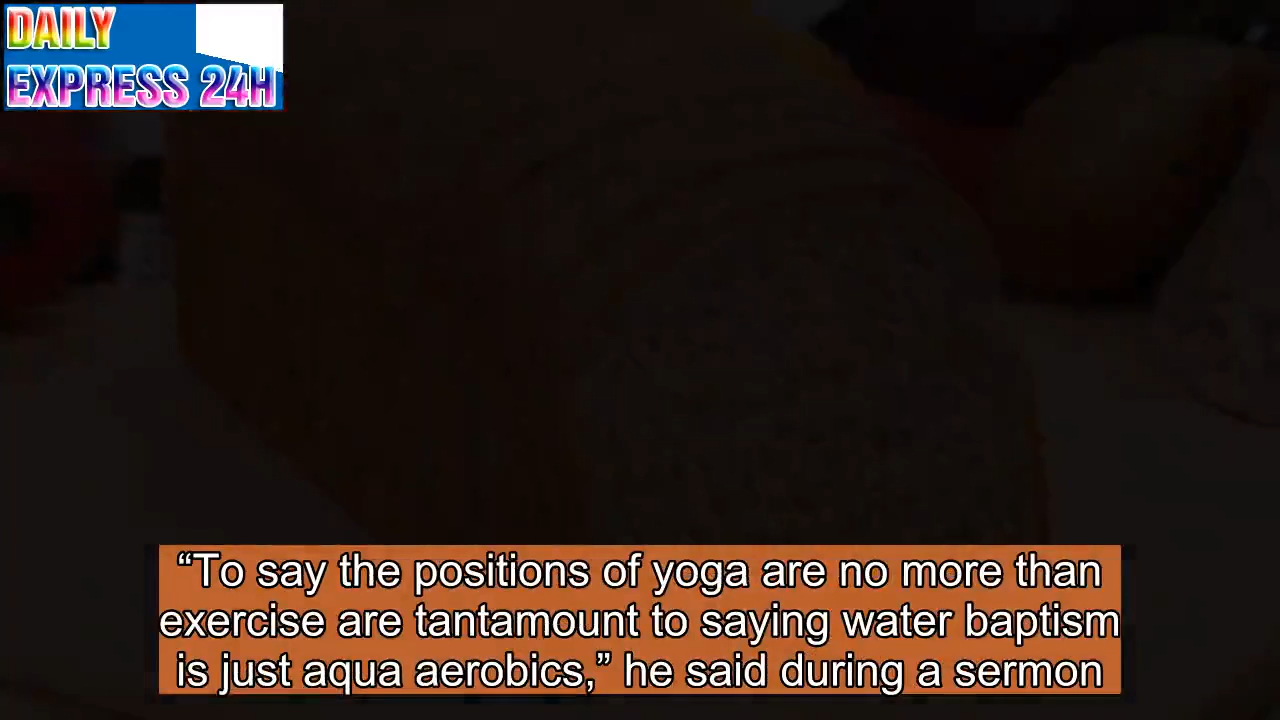 DAILY
EXPRESS 24H
“To say the positions of yoga are no more than
exercise are tantamount to saying water baptism
is just aqua aerobics,” he said during a sermon